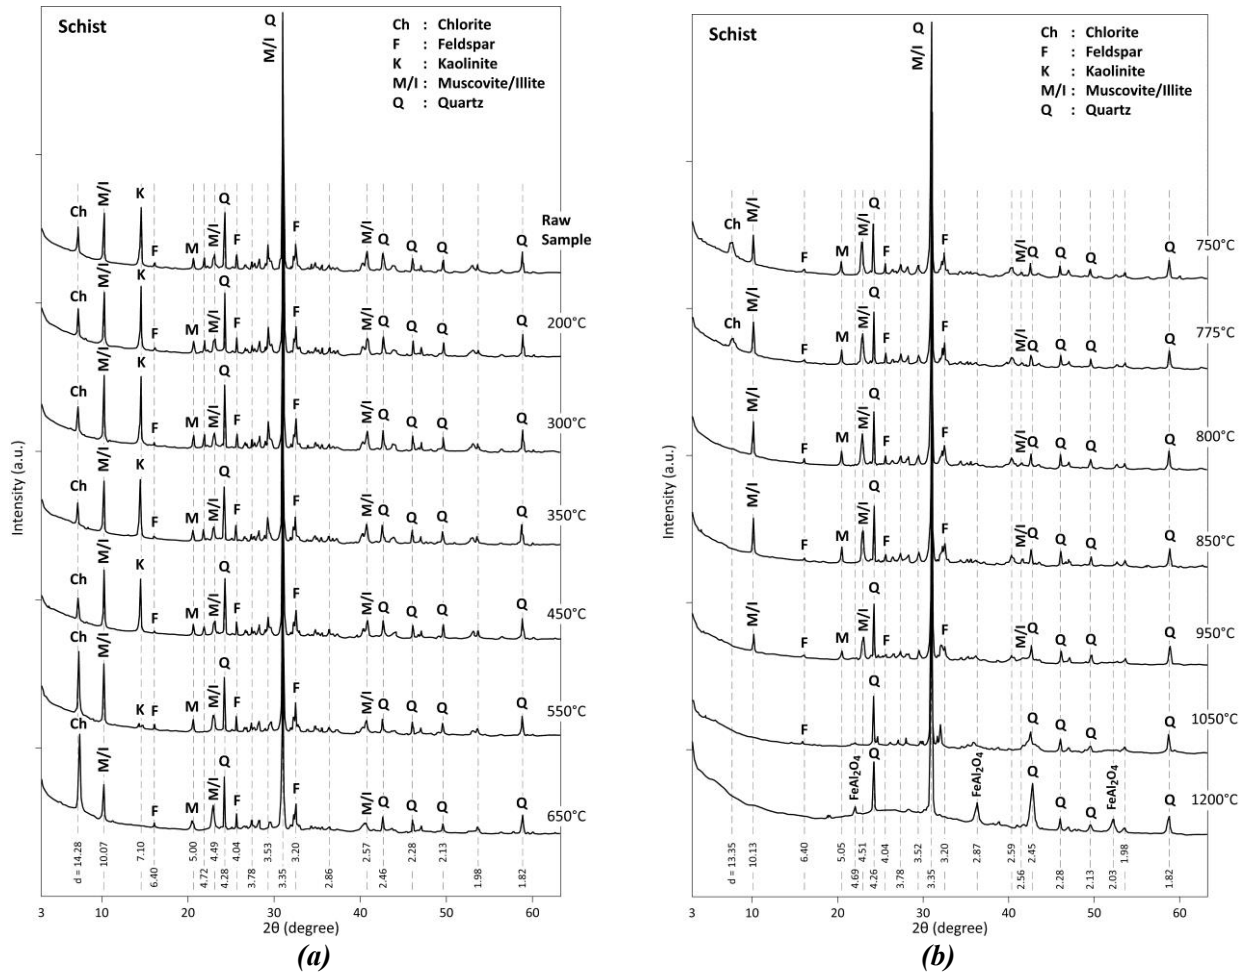 Schist
Ch : Chlorite
F : Feldspar
K : Kaolinite
M/I : Muscovite/Illite
Q : Quartz
Q
M/I
Ch M/I K F M M/I Q F F M/I Q Q Q Q
Raw
Sample
Ch M/I K F M M/I Q F F M/I Q Q Q Q 200°C
Ch M/I K F M M/I Q F F M/I Q Q Q Q 300°C
Ch M/I K F M M/I Q F F M/I Q Q Q Q 350°C
Ch M/I K F M M/I Q F F M/I Q Q Q Q 450°C
Ch M/I K F M M/I Q F F M/I Q Q Q Q 550°C
Ch M/I F M M/I Q F F M/I Q Q Q Q 650°C
d = 14.28 10.07 7.10 6.40 5.00 4.72 4.49 4.28 4.04 3.78 3.53 3.35 3.20 2.86 2.57 2.46 2.28 2.13 1.98 1.82
3 10 20 30 40 50 60
2θ (degree)
Intensity (a.u.)
(a)
Schist
Ch : Chlorite
F : Feldspar
K : Kaolinite
M/I : Muscovite/Illite
Q : Quartz
M/I Q
Ch M/I F M M/I Q F F M/I Q Q Q Q 750°C
Ch M/I F M M/I Q F F M/I Q Q Q Q 775°C
M/I F M M/I Q F F M/I Q Q Q Q 800°C
M/I F M M/I Q F F M/I Q Q Q Q 850°C
M/I F M M/I Q F M/I Q Q Q Q 950°C
F Q Q Q Q Q 1050°C
FeAl₂O₄ Q FeAl₂O₄ Q Q Q FeAl₂O₄ Q 1200°C
d = 13.35 10.13 6.40 5.05 4.69 4.51 4.26 4.04 3.78 3.52 3.35 3.20 2.87 2.59 2.56 2.45 2.28 2.13 2.03 1.98 1.82
3 10 20 30 40 50 60
2θ (degree)
Intensity (a.u.)
(b)